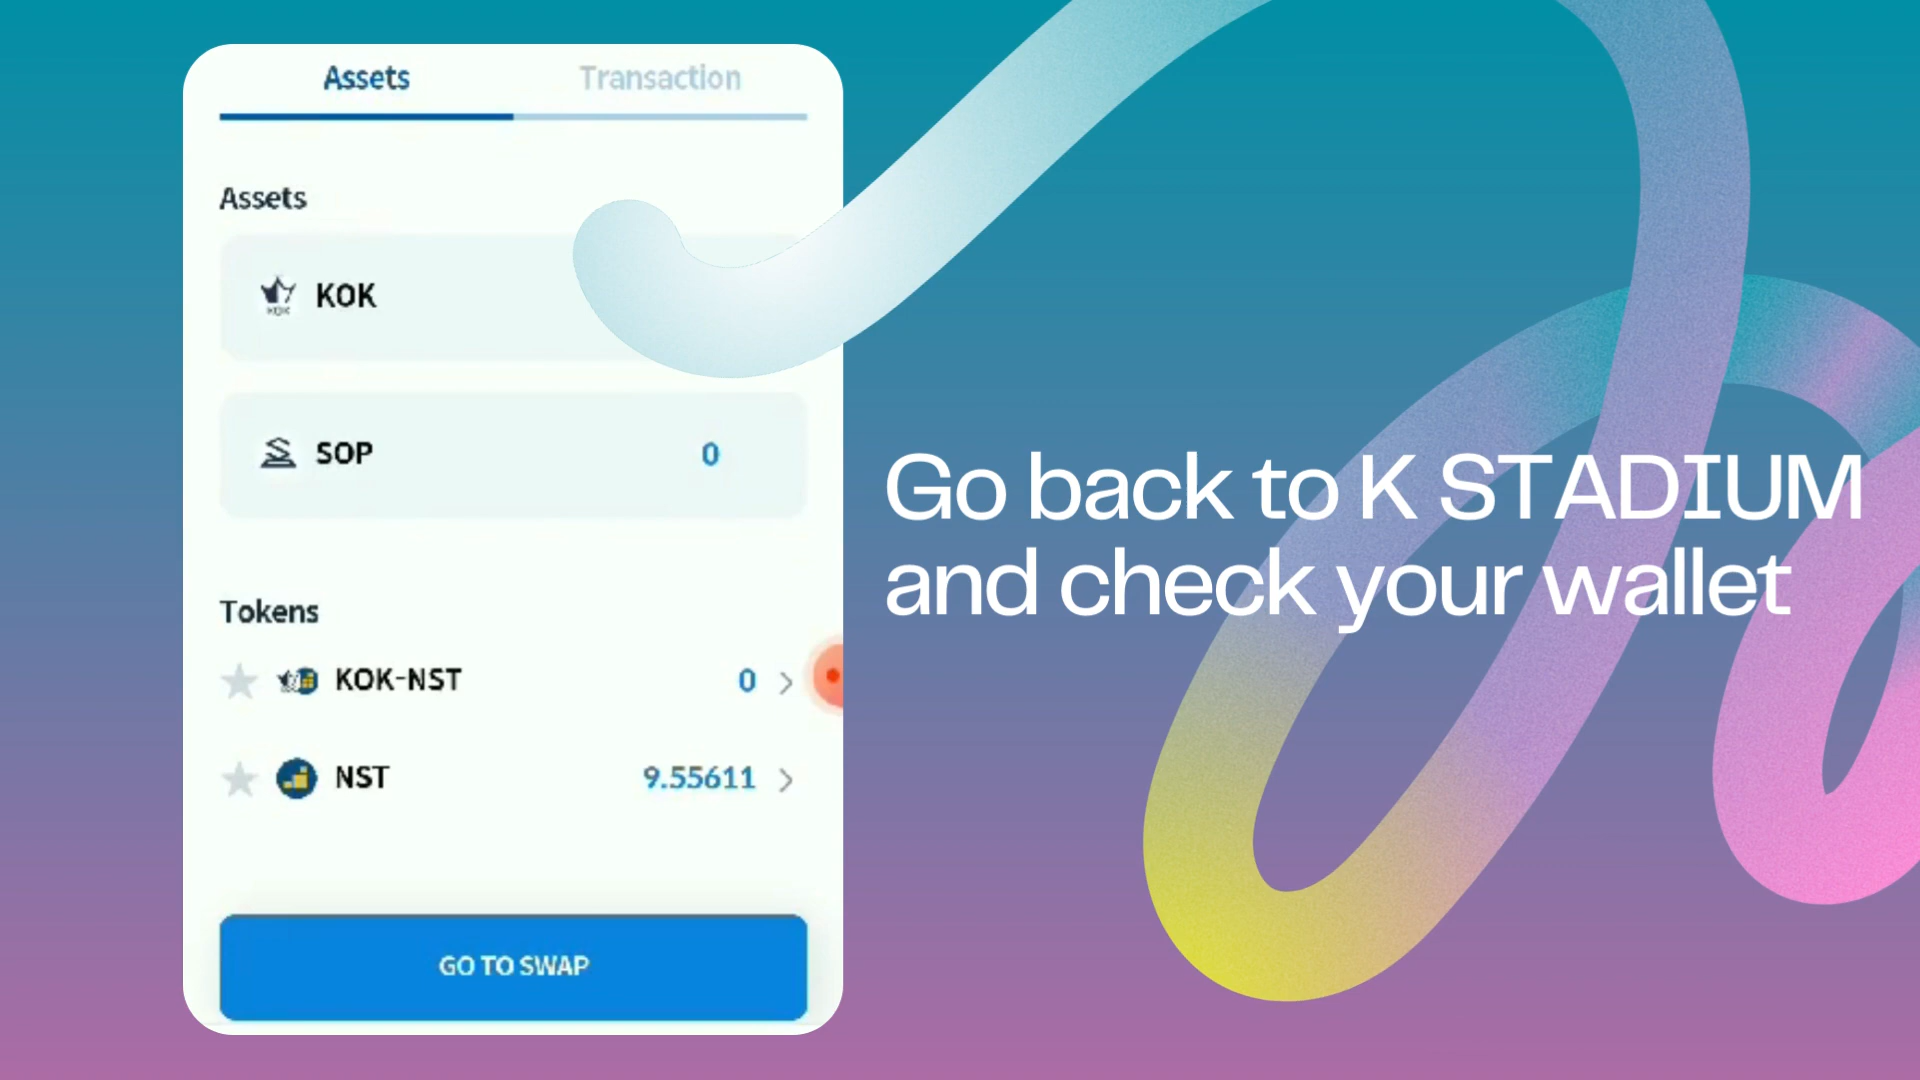 Assets
Transaction
Assets
KOK
SOP
0
Tokens
KOK-NST
0
NST
9.55611
GO TO SWAP
Go back to K STADIUM
and check your wallet